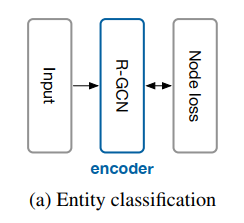 Input
R-GCN
Node loss
encoder
(a) Entity classification